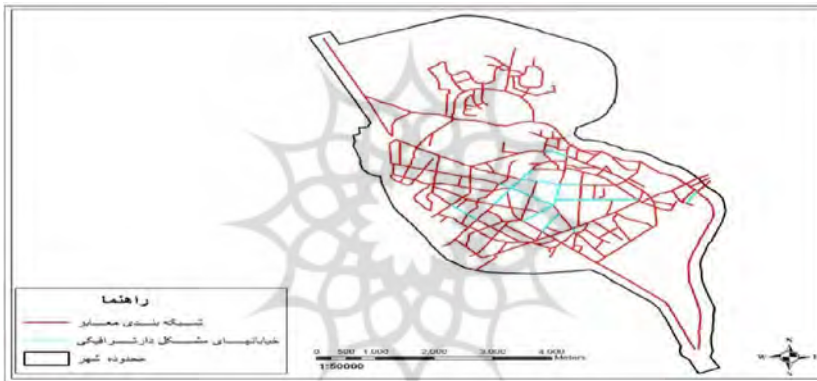 راهنما
شبکه بندی معابر
خیابانهای مشکل دار ترافیکی
محدوده شهر
0 500 1,000 2,000 3,000 4,000
Meters
1:50000
N
W E
S